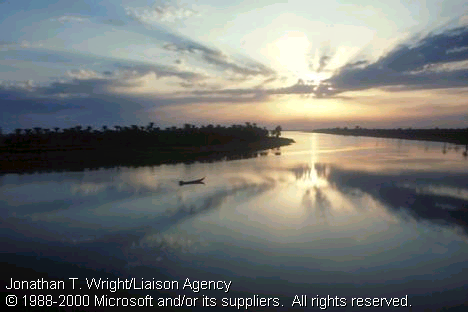 Jonathan T. Wright/Liaison Agency
© 1988-2000 Microsoft and/or its suppliers.  All rights reserved.